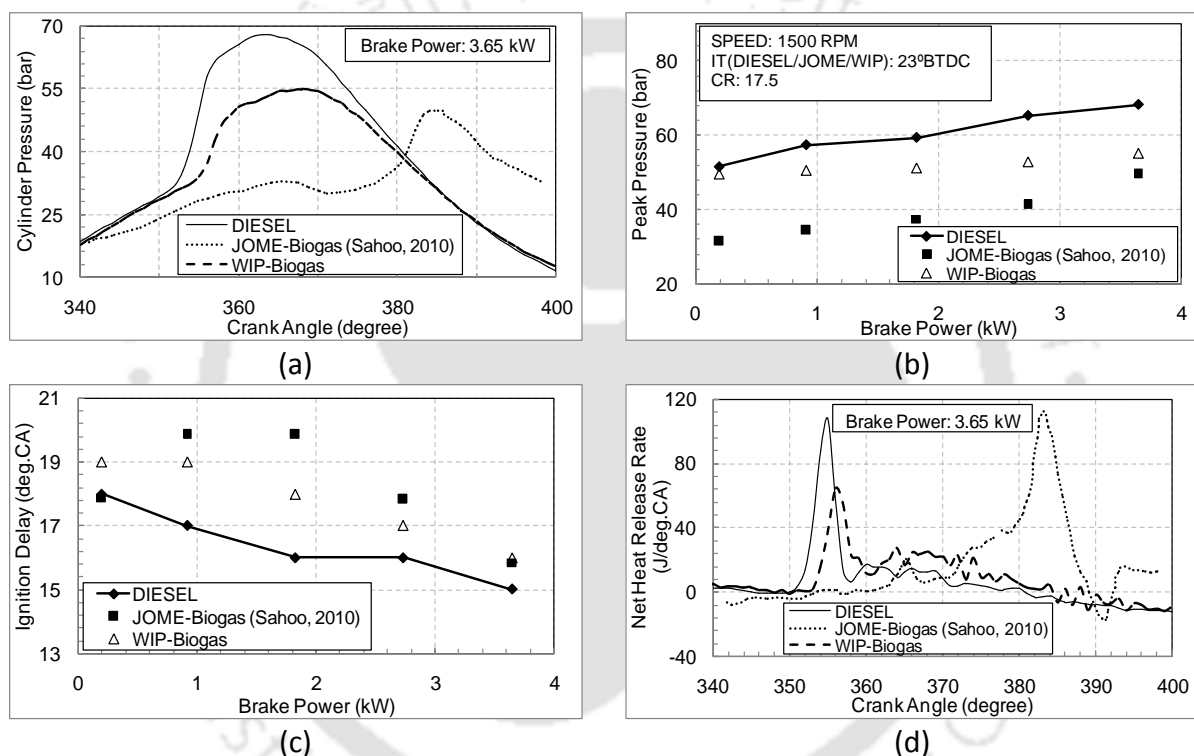 70
55
40
25
10
340
360
380
400
Cylinder Pressure (bar)
Crank Angle (degree)
Brake Power: 3.65 kW
DIESEL
JOME-Biogas (Sahoo, 2010)
WIP-Biogas
(a)
80
60
40
20
0
1
2
3
4
Peak Pressure (bar)
Brake Power (kW)
SPEED: 1500 RPM
IT(DIESEL/JOME/WIP): 23ºBTDC
CR: 17.5
DIESEL
JOME-Biogas (Sahoo, 2010)
WIP-Biogas
(b)
21
19
17
15
13
0
1
2
3
4
Ignition Delay (deg.CA)
Brake Power (kW)
DIESEL
JOME-Biogas (Sahoo, 2010)
WIP-Biogas
(c)
120
80
40
0
-40
340
350
360
370
380
390
400
Net Heat Release Rate
(J/deg.CA)
Crank Angle (degree)
Brake Power: 3.65 kW
DIESEL
JOME-Biogas (Sahoo, 2010)
WIP-Biogas
(d)